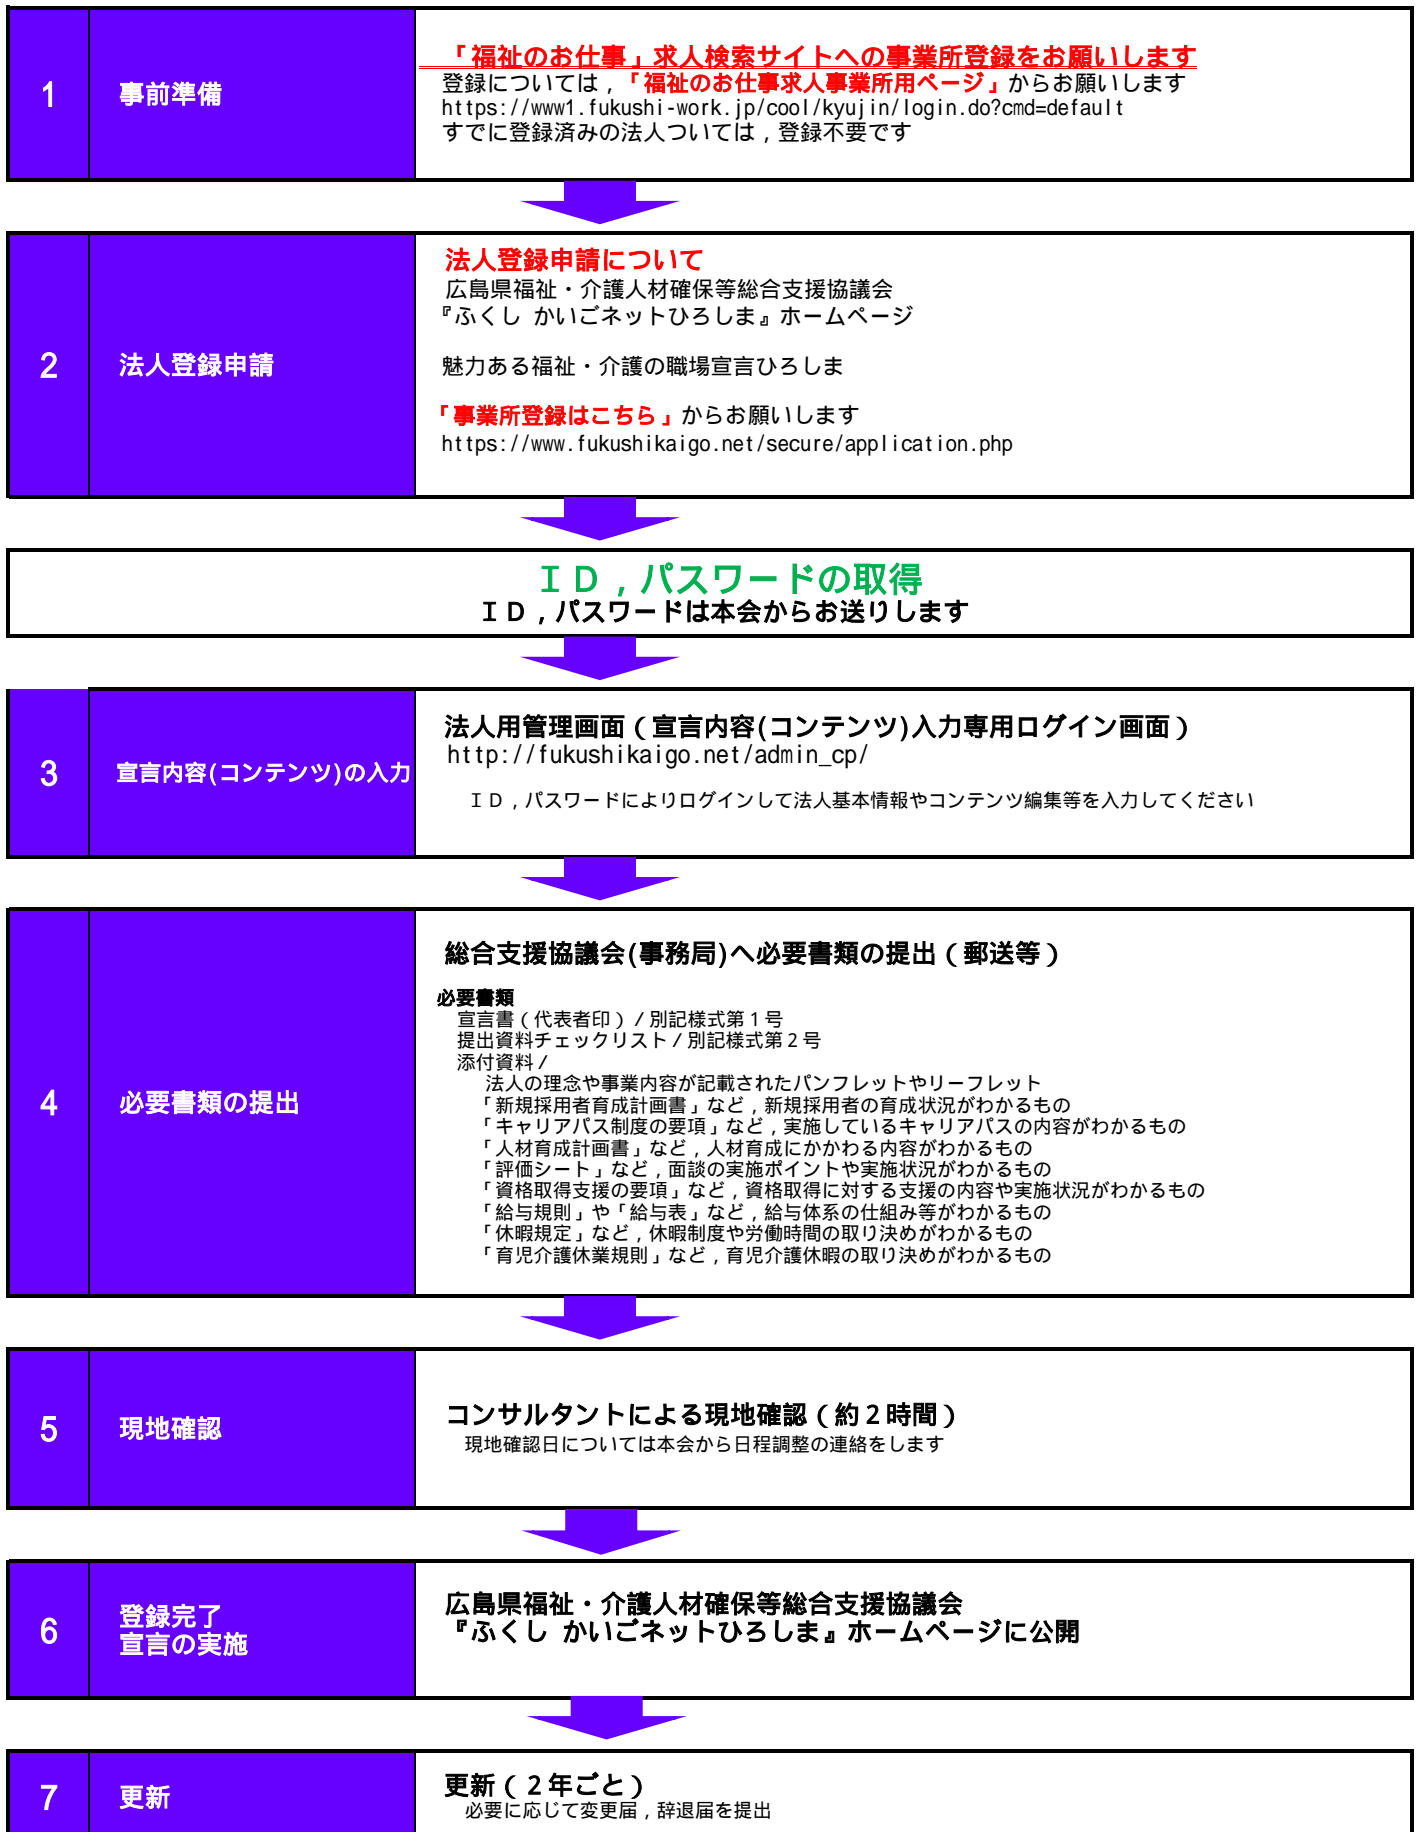 1
事前準備
「福祉のお仕事」求人検索サイトへの事業所登録をお願いします
登録については，「福祉のお仕事求人事業所用ページ」からお願いします
https://www1.fukushi-work.jp/cool/kyujin/login.do?cmd=default
すでに登録済みの法人ついては，登録不要です
2
法人登録申請
法人登録申請について
広島県福祉・介護人材確保等総合支援協議会
『ふくし かいごネットひろしま』ホームページ
魅力ある福祉・介護の職場宣言ひろしま
「事業所登録はこちら」からお願いします
https://www.fukushikaigo.net/secure/application.php
ＩＤ，パスワードの取得
ＩＤ，パスワードは本会からお送りします
3
宣言内容(コンテンツ)の入力
法人用管理画面（宣言内容(コンテンツ)入力専用ログイン画面）
http://fukushikaigo.net/admin_cp/
ＩＤ，パスワードによりログインして法人基本情報やコンテンツ編集等を入力してください
4
必要書類の提出
総合支援協議会(事務局)へ必要書類の提出（郵送等）
必要書類
宣言書（代表者印）／別記様式第１号
提出資料チェックリスト／別記様式第２号
添付資料／
法人の理念や事業内容が記載されたパンフレットやリーフレット
「新規採用者育成計画書」など，新規採用者の育成状況がわかるもの
「キャリアパス制度の要項」など，実施しているキャリアパスの内容がわかるもの
「人材育成計画書」など，人材育成にかかわる内容がわかるもの
「評価シート」など，面談の実施ポイントや実施状況がわかるもの
「資格取得支援の要項」など，資格取得に対する支援の内容や実施状況がわかるもの
「給与規則」や「給与表」など，給与体系の仕組み等がわかるもの
「休暇規定」など，休暇制度や労働時間の取り決めがわかるもの
「育児介護休業規則」など，育児介護休暇の取り決めがわかるもの
5
現地確認
コンサルタントによる現地確認（約２時間）
現地確認日については本会から日程調整の連絡をします
6
登録完了
宣言の実施
広島県福祉・介護人材確保等総合支援協議会
『ふくし かいごネットひろしま』ホームページに公開
7
更新
更新（２年ごと）
必要に応じて変更届，辞退届を提出